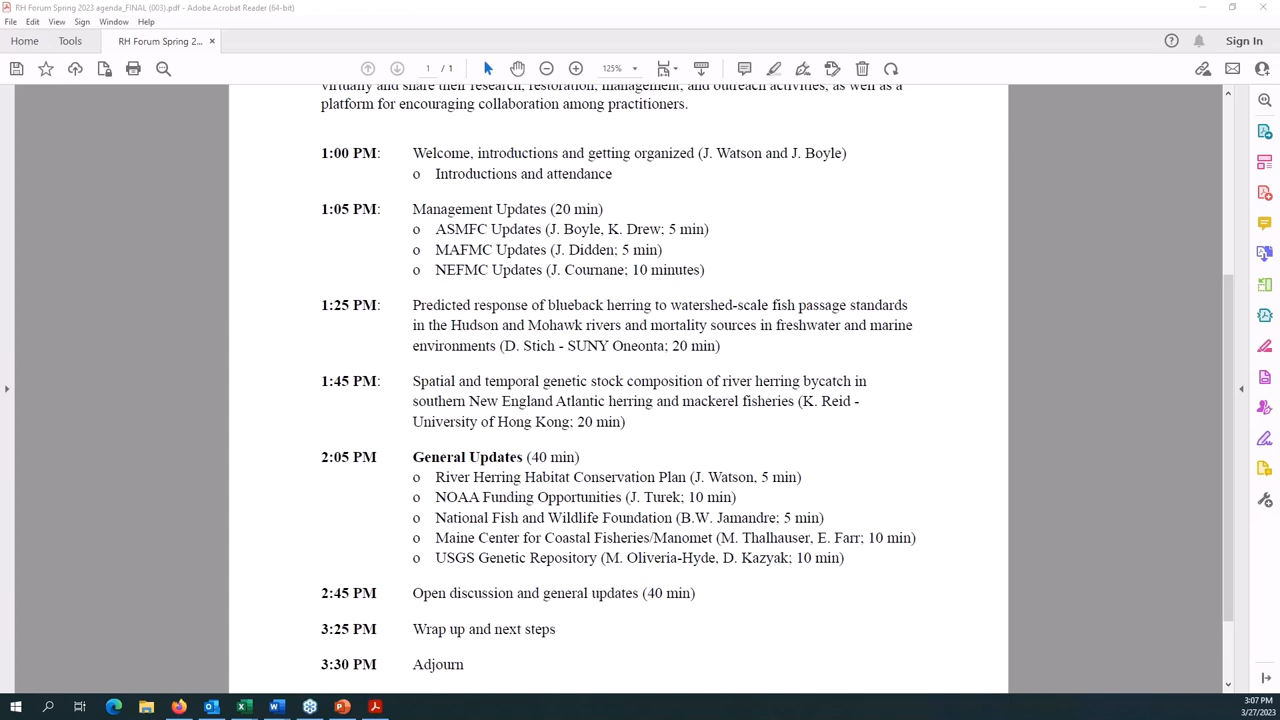 RH Forum Spring 2023 agenda_FINAL (003).pdf - Adobe Acrobat Reader (64-bit)
File Edit View Sign Window Help
Home Tools RH Forum Spring 2... × Sign In
1 / 1 125%
virtually and share their research, restoration, management, and outreach activities, as well as a
platform for encouraging collaboration among practitioners.
1:00 PM: Welcome, introductions and getting organized (J. Watson and J. Boyle)
o Introductions and attendance
1:05 PM: Management Updates (20 min)
o ASMFC Updates (J. Boyle, K. Drew; 5 min)
o MAFMC Updates (J. Didden; 5 min)
o NEFMC Updates (J. Cournane; 10 minutes)
1:25 PM: Predicted response of blueback herring to watershed-scale fish passage standards
in the Hudson and Mohawk rivers and mortality sources in freshwater and marine
environments (D. Stich - SUNY Oneonta; 20 min)
1:45 PM: Spatial and temporal genetic stock composition of river herring bycatch in
southern New England Atlantic herring and mackerel fisheries (K. Reid -
University of Hong Kong; 20 min)
2:05 PM General Updates (40 min)
o River Herring Habitat Conservation Plan (J. Watson, 5 min)
o NOAA Funding Opportunities (J. Turek; 10 min)
o National Fish and Wildlife Foundation (B.W. Jamandre; 5 min)
o Maine Center for Coastal Fisheries/Manomet (M. Thalhauser, E. Farr; 10 min)
o USGS Genetic Repository (M. Oliveria-Hyde, D. Kazyak; 10 min)
2:45 PM Open discussion and general updates (40 min)
3:25 PM Wrap up and next steps
3:30 PM Adjourn
3:07 PM
3/27/2023